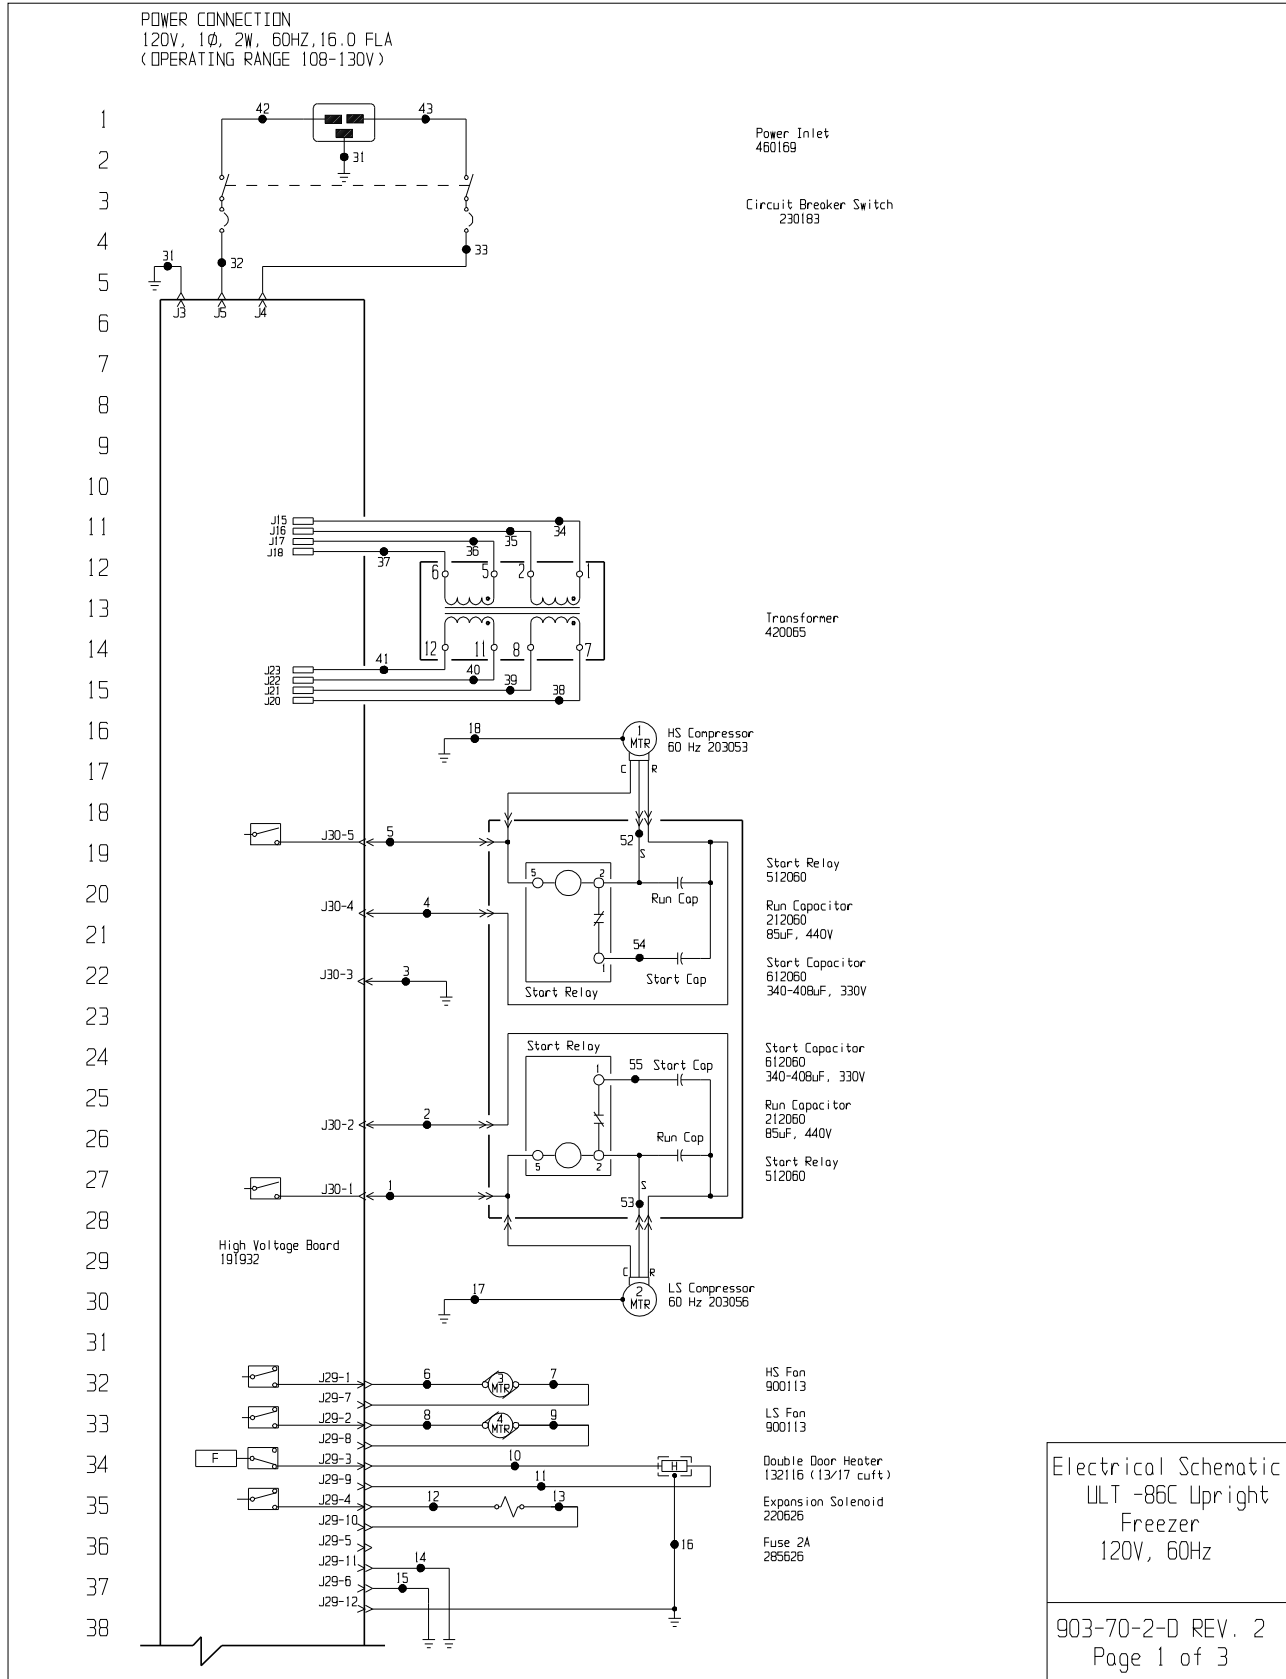 POWER CONNECTION
120V, 1Ø, 2W, 60HZ,16.0 FLA
(OPERATING RANGE 108-130V)
1
42
43
Power Inlet
460169
2
31
3
Circuit Breaker Switch
230183
4
31
32
33
5
J3
J5
J4
6
7
8
9
10
11
J15
J16
J17
J18
34
35
36
37
12
6
5
2
1
13
Transformer
420065
14
12
11
8
7
15
J23
J22
J21
J20
41
40
39
38
16
18
1
MTR
HS Compressor
60 Hz 203053
17
C
R
18
J30-5
5
52
S
19
Start Relay
512060
5
2
20
Run Cap
J30-4
4
Run Capacitor
212060
85uF, 440V
21
54
1
22
J30-3
3
Start Relay
Start Cap
Start Capacitor
612060
340-408uF, 330V
23
24
Start Relay
1
55
Start Cap
Start Capacitor
612060
340-408uF, 330V
25
J30-2
2
Run Capacitor
212060
85uF, 440V
26
Run Cap
5
2
Start Relay
512060
27
J30-1
1
S
53
28
High Voltage Board
191932
29
C
R
30
17
2
MTR
LS Compressor
60 Hz 203056
31
32
J29-1
6
3
MTR
7
HS Fan
900113
J29-7
33
J29-2
8
4
MTR
9
LS Fan
900113
J29-8
34
F
J29-3
10
H
Double Door Heater
132116 (13/17 cuft)
J29-9
11
35
J29-4
12
13
Expansion Solenoid
220626
J29-10
36
J29-5
16
Fuse 2A
285626
J29-11
14
37
J29-6
15
J29-12
38
Electrical Schematic
ULT -86C Upright
Freezer
120V, 60Hz
903-70-2-D REV. 2
Page 1 of 3